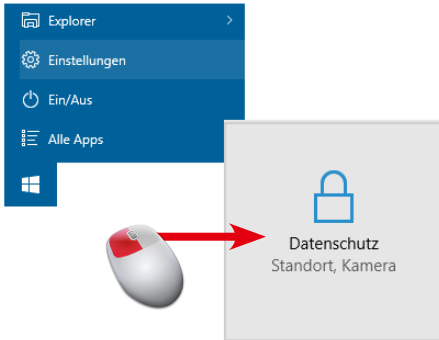 Explorer
Einstellungen
Ein/Aus
Alle Apps
Datenschutz
Standort, Kamera